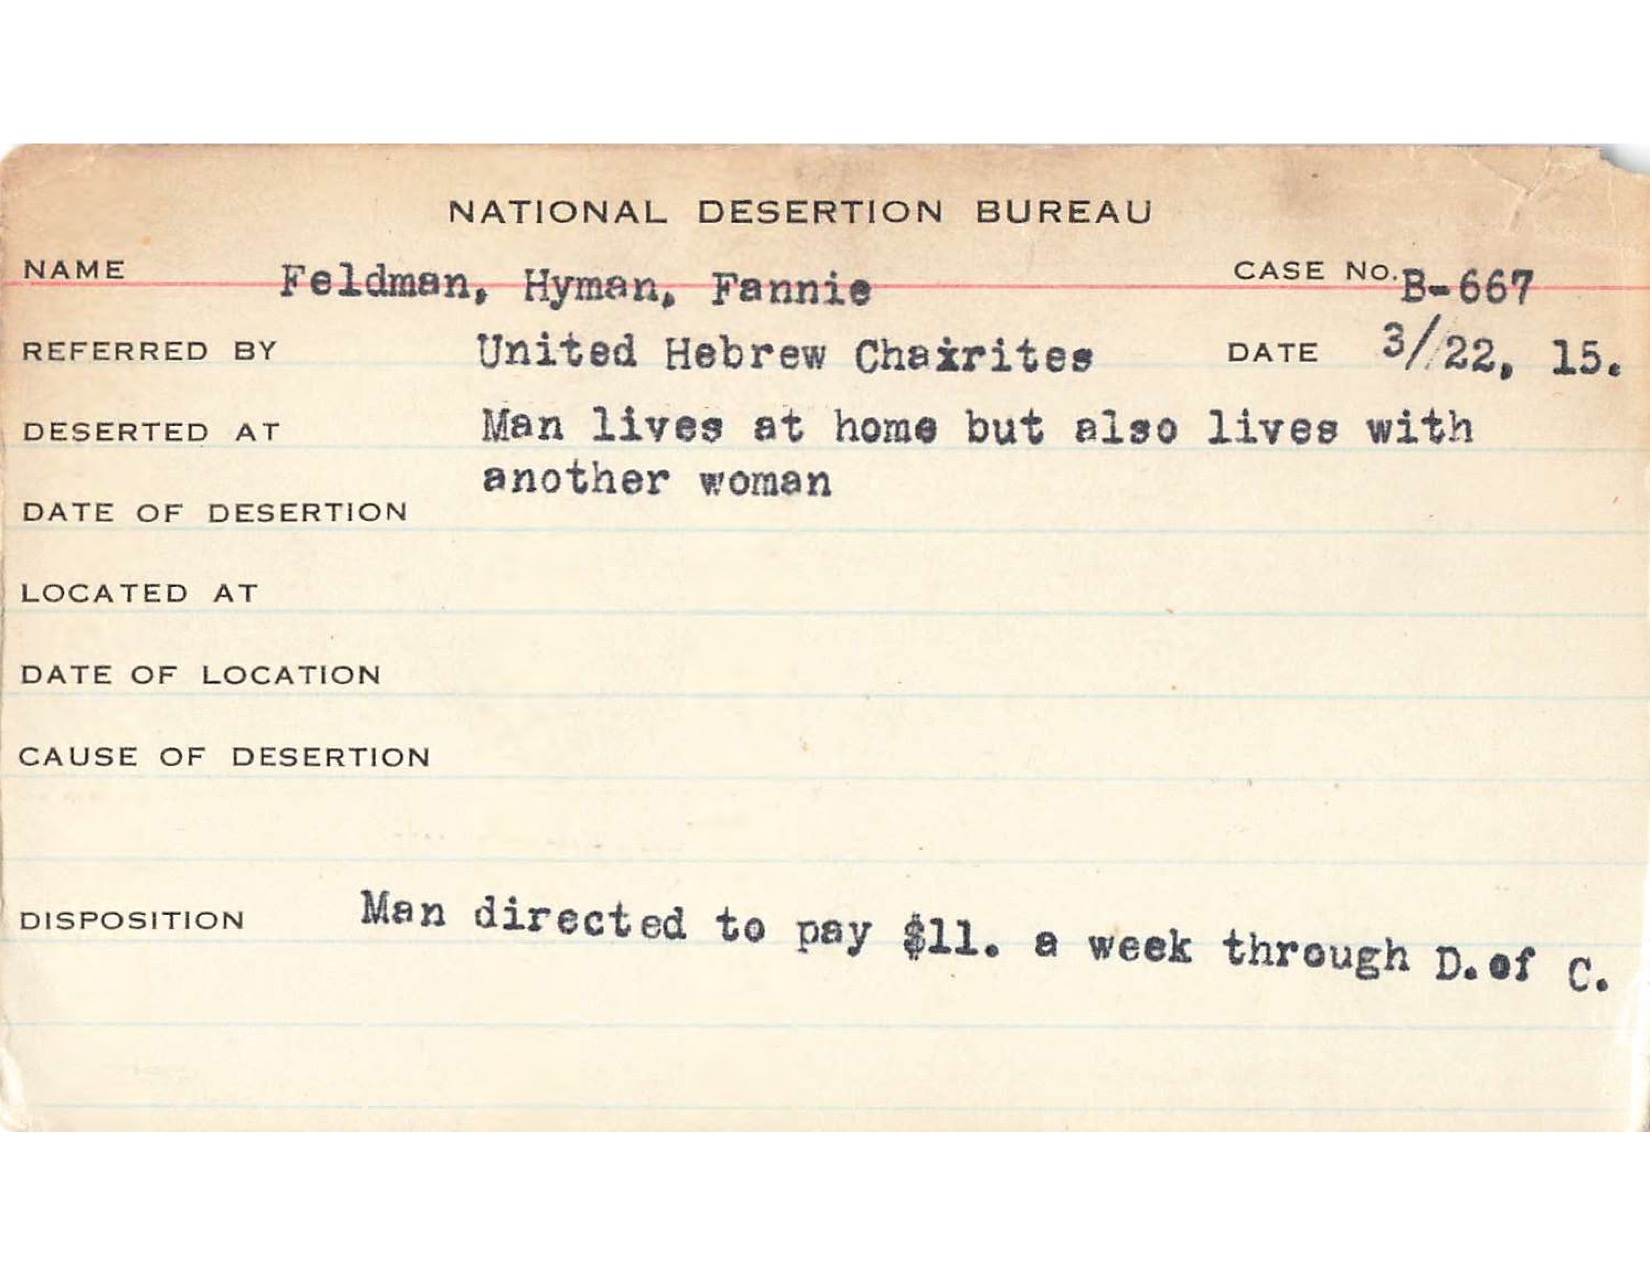 NATIONAL DESERTION BUREAU
NAME Feldman, Hyman, Fannie CASE No. B-667
REFERRED BY United Hebrew Chairites DATE 3/22, 15.
DESERTED AT Man lives at home but also lives with
another woman
DATE OF DESERTION
LOCATED AT
DATE OF LOCATION
CAUSE OF DESERTION
DISPOSITION Man directed to pay $11. a week through D. of C.